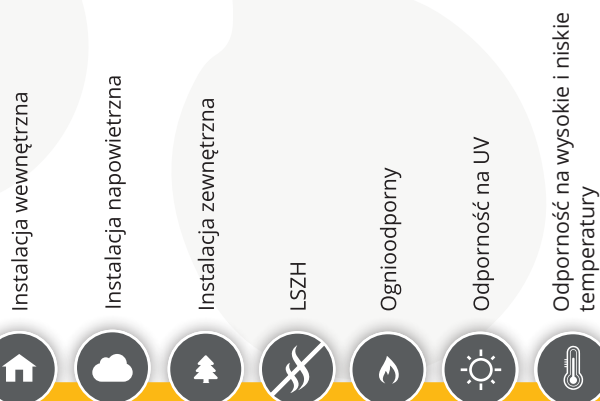 Instalacja wewnętrzna
Instalacja napowietrzna
Instalacja zewnętrzna
LSZH
Ognioodporny
Odporność na UV
Odporność na wysokie i niskie
temperatury